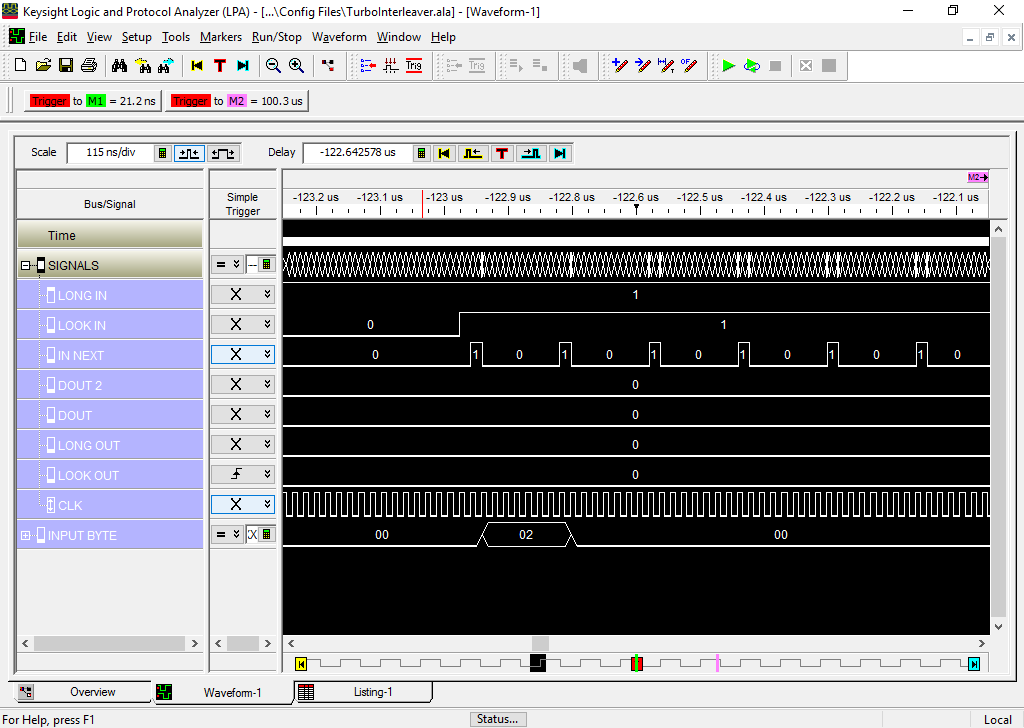 Keysight Logic and Protocol Analyzer (LPA) - [...\Config Files\TurboInterleaver.ala] - [Waveform-1]
File Edit View Setup Tools Markers Run/Stop Waveform Window Help
Trig Trig
Trigger to M1 = 21.2 ns Trigger to M2 = 100.3 us
Scale 115 ns/div Delay -122.642578 us
M2
Bus/Signal Simple Trigger -123.2 us -123.1 us -123 us -122.9 us -122.8 us -122.6 us -122.5 us -122.4 us -122.3 us -122.2 us -122.1 us
Time
SIGNALS =
LONG IN X 1
LOOK IN X 0 1
IN NEXT X 0 1 0 1 0 1 0 1 0 1 0 1 0
DOUT 2 X 0
DOUT X 0
LONG OUT X 0
LOOK OUT 0
CLK X
INPUT BYTE = X 00 02 00
Overview Waveform-1 Listing-1
For Help, press F1 Status... Local